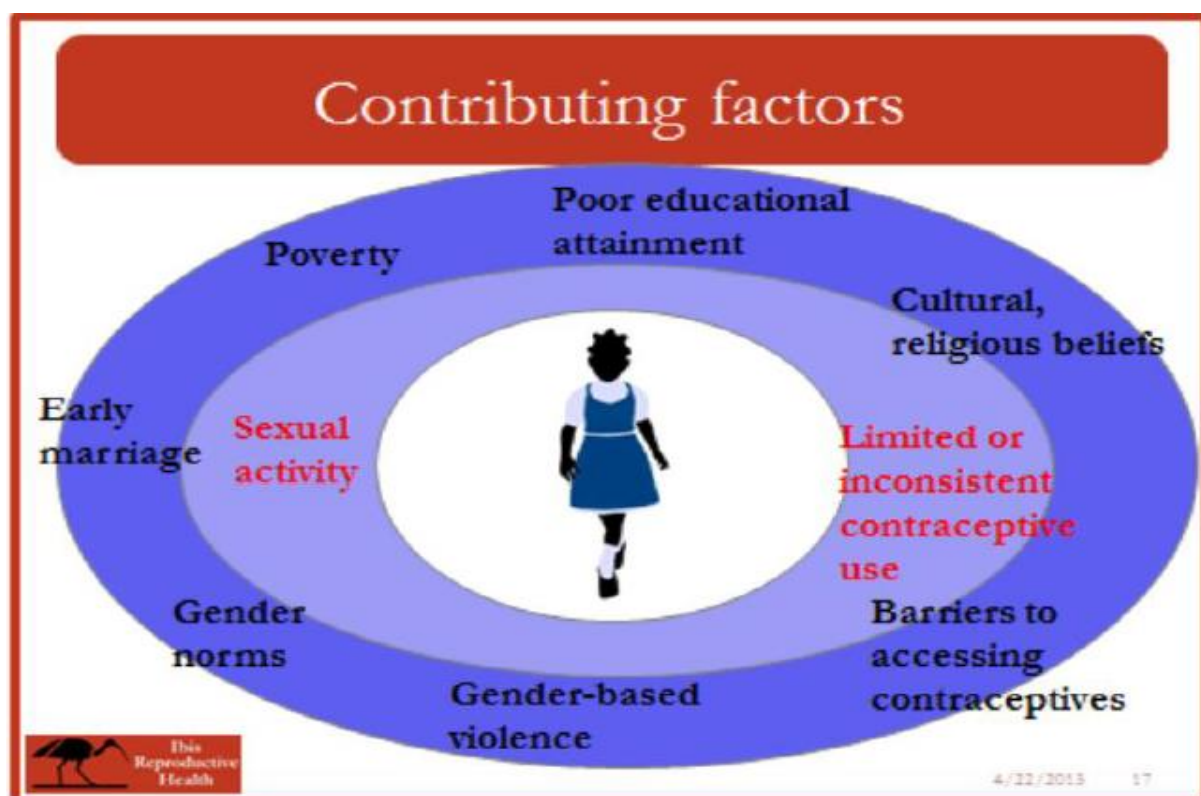 Contributing factors
Poor educational
attainment
Poverty
Cultural,
religious beliefs
Early
marriage
Sexual
activity
Limited or
inconsistent
contraceptive
use
Gender
norms
Barriers to
accessing
contraceptives
Gender-based
violence
Ibis
Reproductive
Health
4/22/2013 17